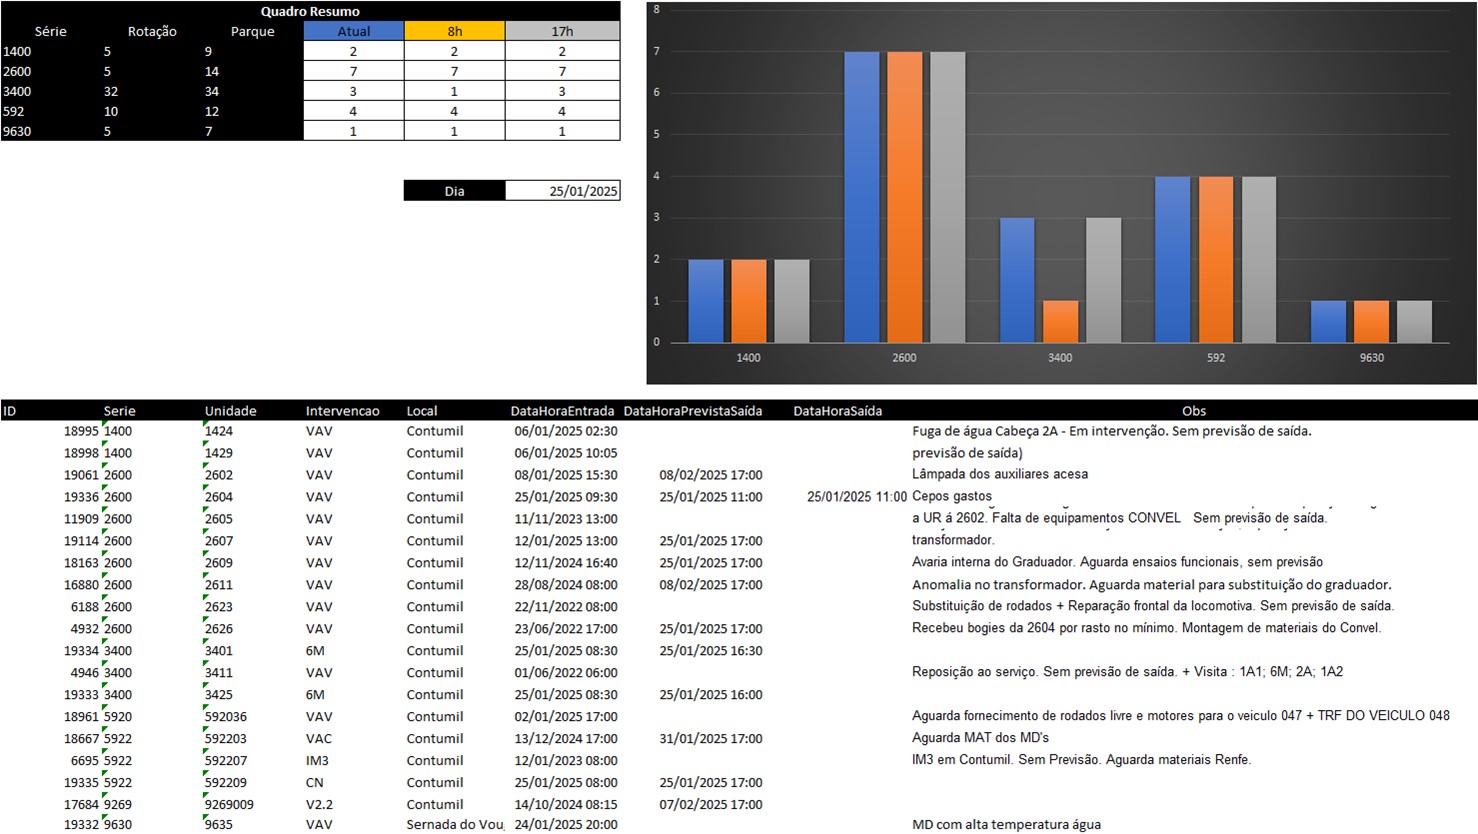 Quadro Resumo
Série Rotação Parque Atual 8h 17h
1400 5 9 2 2 2
2600 5 14 7 7 7
3400 32 34 3 1 3
592 10 12 4 4 4
9630 5 7 1 1 1
Dia 25/01/2025
8
7
6
5
4
3
2
1
0
1400 2600 3400 592 9630
ID Serie Unidade Intervencao Local DataHoraEntrada DataHoraPrevistaSaída DataHoraSaída Obs
18995 1400 1424 VAV Contumil 06/01/2025 02:30 Fuga de água Cabeça 2A - Em intervenção. Sem previsão de saída.
18998 1400 1429 VAV Contumil 06/01/2025 10:05 previsão de saída)
19061 2600 2602 VAV Contumil 08/01/2025 15:30 08/02/2025 17:00 Lâmpada dos auxiliares acesa
19336 2600 2604 VAV Contumil 25/01/2025 09:30 25/01/2025 11:00 25/01/2025 11:00 Cepos gastos
11909 2600 2605 VAV Contumil 11/11/2023 13:00 a UR á 2602. Falta de equipamentos CONVEL Sem previsão de saída.
19114 2600 2607 VAV Contumil 12/01/2025 13:00 25/01/2025 17:00 transformador.
18163 2600 2609 VAV Contumil 12/11/2024 16:40 25/01/2025 17:00 Avaria interna do Graduador. Aguarda ensaios funcionais, sem previsão
16880 2600 2611 VAV Contumil 28/08/2024 08:00 08/02/2025 17:00 Anomalia no transformador. Aguarda material para substituição do graduador.
6188 2600 2623 VAV Contumil 22/11/2022 08:00 Substituição de rodados + Reparação frontal da locomotiva. Sem previsão de saída.
4932 2600 2626 VAV Contumil 23/06/2022 17:00 25/01/2025 17:00 Recebeu bogies da 2604 por rasto no mínimo. Montagem de materiais do Convel.
19334 3400 3401 6M Contumil 25/01/2025 08:30 25/01/2025 16:30
4946 3400 3411 VAV Contumil 01/06/2022 06:00 Reposição ao serviço. Sem previsão de saída. + Visita : 1A1; 6M; 2A; 1A2
19333 3400 3425 6M Contumil 25/01/2025 08:30 25/01/2025 16:00
18961 5920 592036 VAV Contumil 02/01/2025 17:00 Aguarda fornecimento de rodados livre e motores para o veiculo 047 + TRF DO VEICULO 048
18667 5922 592203 VAC Contumil 13/12/2024 17:00 31/01/2025 17:00 Aguarda MAT dos MD's
6695 5922 592207 IM3 Contumil 12/01/2023 08:00 IM3 em Contumil. Sem Previsão. Aguarda materiais Renfe.
19335 5922 592209 CN Contumil 25/01/2025 08:00 25/01/2025 17:00
17684 9269 9269009 V2.2 Contumil 14/10/2024 08:15 07/02/2025 17:00
19332 9630 9635 VAV Sernada do Vou 24/01/2025 20:00 MD com alta temperatura água